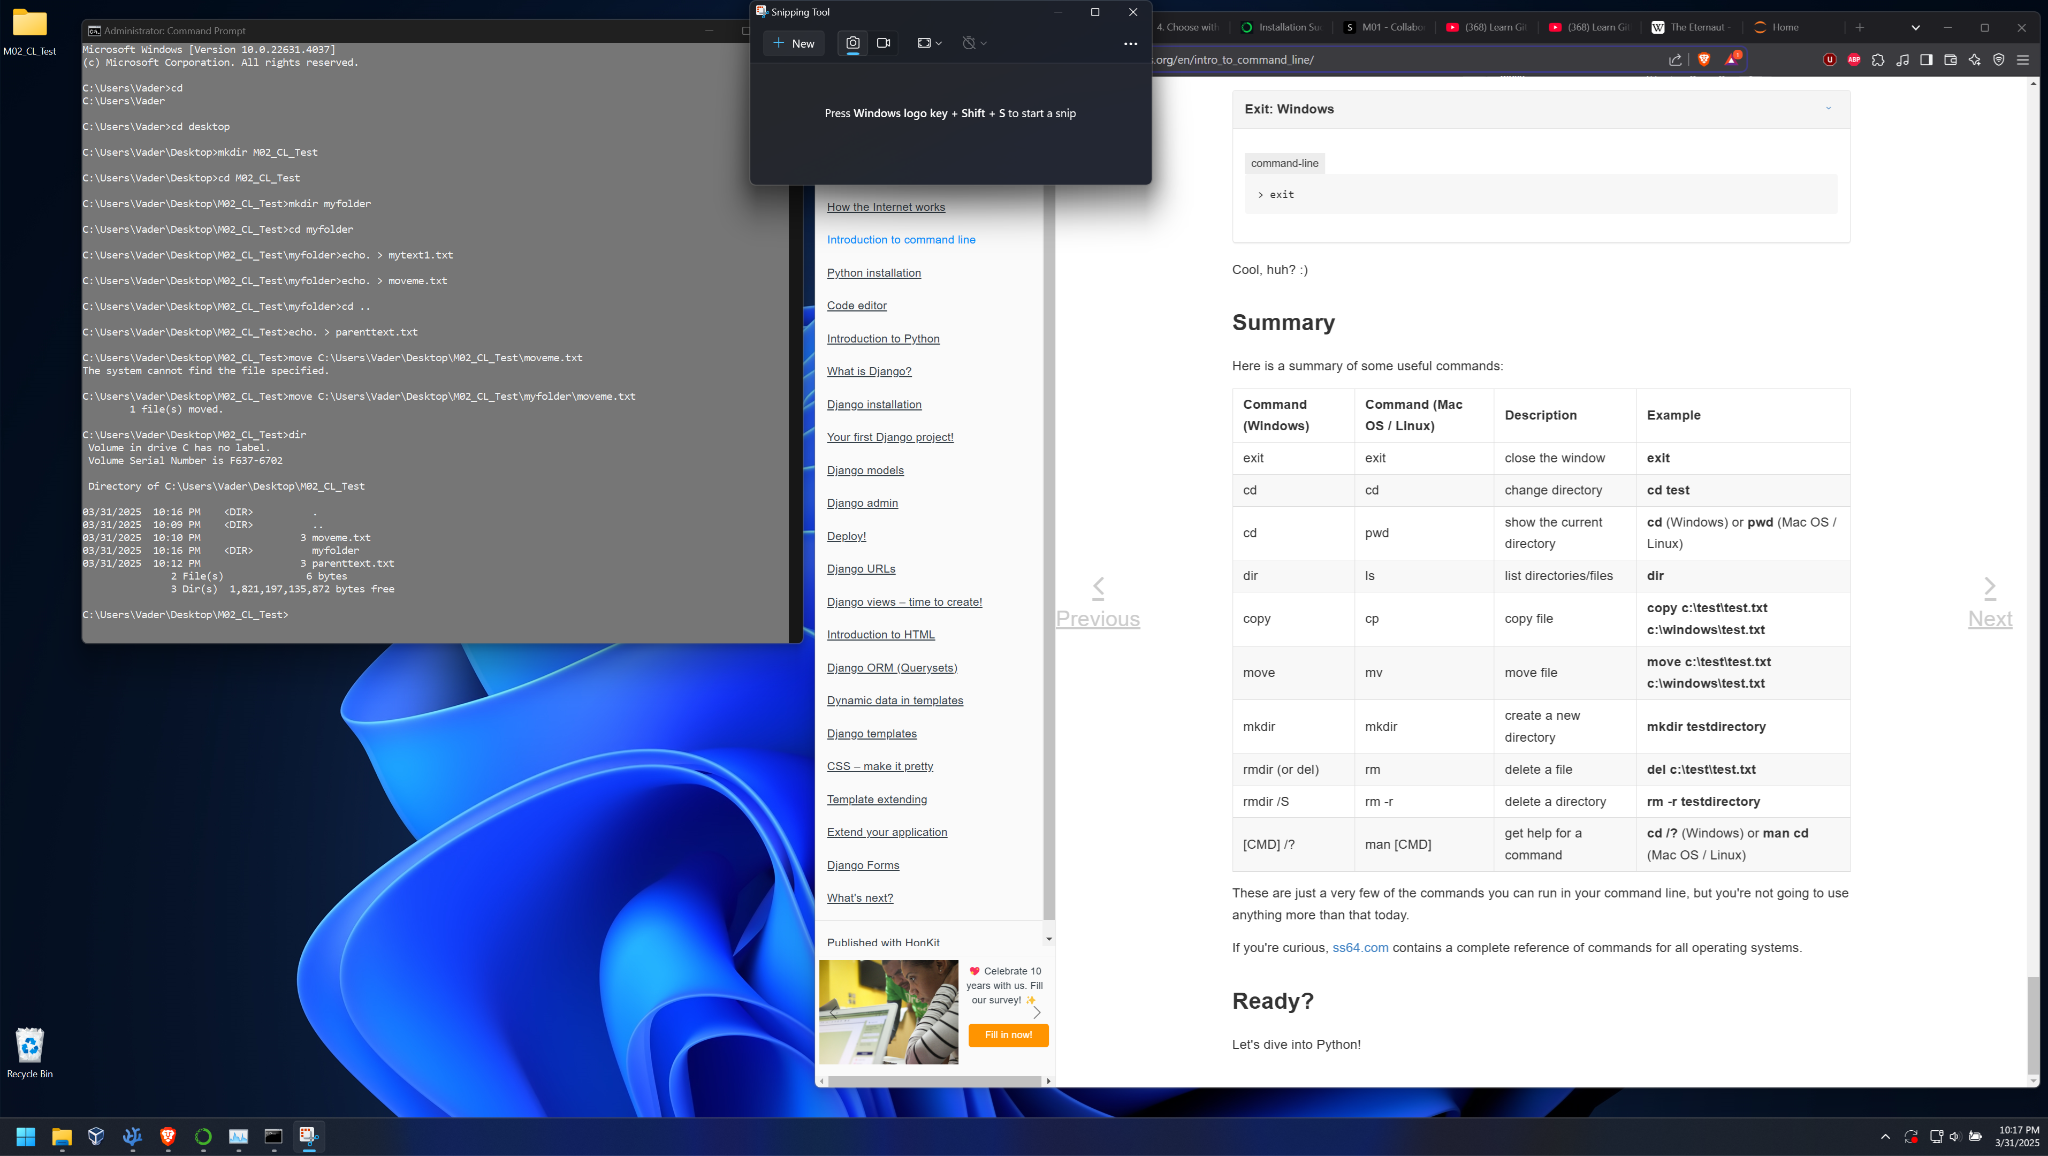 M02_CL_Test
Administrator: Command Prompt
Microsoft Windows [Version 10.0.22631.4037]
(c) Microsoft Corporation. All rights reserved.
C:\Users\Vader>cd
C:\Users\Vader
C:\Users\Vader>cd desktop
C:\Users\Vader\Desktop>mkdir M02_CL_Test
C:\Users\Vader\Desktop>cd M02_CL_Test
C:\Users\Vader\Desktop\M02_CL_Test>mkdir myfolder
C:\Users\Vader\Desktop\M02_CL_Test>cd myfolder
C:\Users\Vader\Desktop\M02_CL_Test\myfolder>echo. > mytext1.txt
C:\Users\Vader\Desktop\M02_CL_Test\myfolder>echo. > moveme.txt
C:\Users\Vader\Desktop\M02_CL_Test\myfolder>cd ..
C:\Users\Vader\Desktop\M02_CL_Test>echo. > parenttext.txt
C:\Users\Vader\Desktop\M02_CL_Test>move C:\Users\Vader\Desktop\M02_CL_Test\moveme.txt
The system cannot find the file specified.
C:\Users\Vader\Desktop\M02_CL_Test>move C:\Users\Vader\Desktop\M02_CL_Test\myfolder\moveme.txt
1 file(s) moved.
C:\Users\Vader\Desktop\M02_CL_Test>dir
Volume in drive C has no label.
Volume Serial Number is F637-6702
Directory of C:\Users\Vader\Desktop\M02_CL_Test
03/31/2025 10:16 PM <DIR> .
03/31/2025 10:09 PM <DIR> ..
03/31/2025 10:10 PM 3 moveme.txt
03/31/2025 10:16 PM <DIR> myfolder
03/31/2025 10:12 PM 3 parenttext.txt
2 File(s) 6 bytes
3 Dir(s) 1,821,197,135,872 bytes free
C:\Users\Vader\Desktop\M02_CL_Test>
Snipping Tool
New
Press Windows logo key + Shift + S to start a snip
4. Choose with
Installation Su
M01 - Collabo
(368) Learn Gi
(368) Learn Gi
The Eternaut -
Home
s.org/en/intro_to_command_line/
1
ABP
How the Internet works
Introduction to command line
Python installation
Code editor
Introduction to Python
What is Django?
Django installation
Your first Django project!
Django models
Django admin
Deploy!
Django URLs
Django views – time to create!
Introduction to HTML
Django ORM (Querysets)
Dynamic data in templates
Django templates
CSS – make it pretty
Template extending
Extend your application
Django Forms
What's next?
Published with HonKit
Celebrate 10
years with us. Fill
our survey!
Fill in now!
Previous
Exit: Windows
command-line
> exit
Cool, huh? :)
Summary
Here is a summary of some useful commands:
Command (Windows) Command (Mac OS / LInux) Description Example
exit exit close the window exit
cd cd change directory cd test
cd pwd show the current directory cd (Windows) or pwd (Mac OS / Linux)
dir ls list directories/files dir
copy cp copy file copy c:\test\test.txt c:\windows\test.txt
move mv move file move c:\test\test.txt c:\windows\test.txt
mkdir mkdir create a new directory mkdir testdirectory
rmdir (or del) rm delete a file del c:\test\test.txt
rmdir /S rm -r delete a directory rm -r testdirectory
[CMD] /? man [CMD] get help for a command cd /? (Windows) or man cd (Mac OS / Linux)
These are just a very few of the commands you can run in your command line, but you're not going to use
anything more than that today.
If you're curious, ss64.com contains a complete reference of commands for all operating systems.
Ready?
Let's dive into Python!
Next
Recycle Bin
10:17 PM
3/31/2025